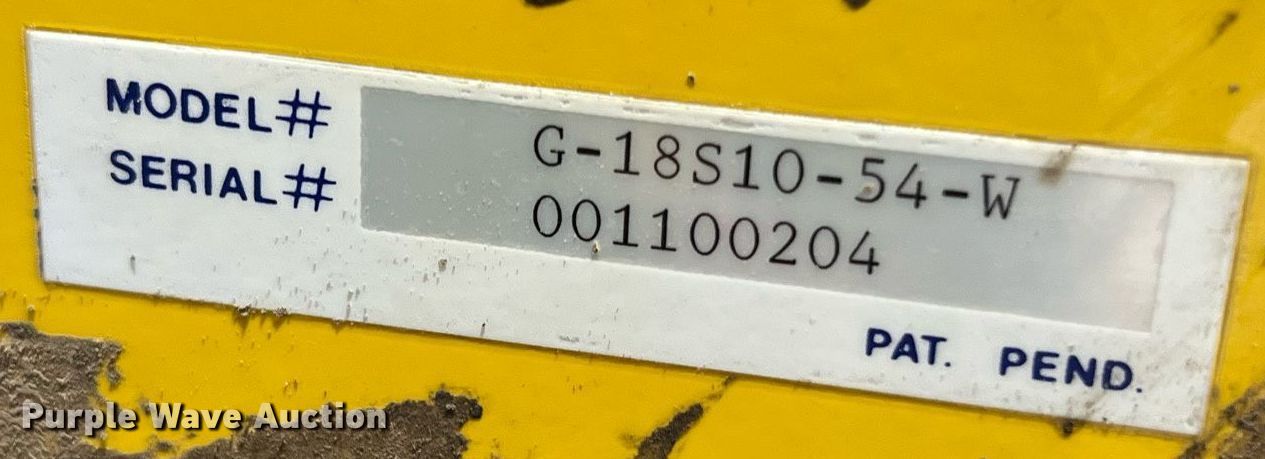 MODEL# G-18S10-54-W
SERIAL# 001100204
PAT. PEND.
Purple Wave Auction